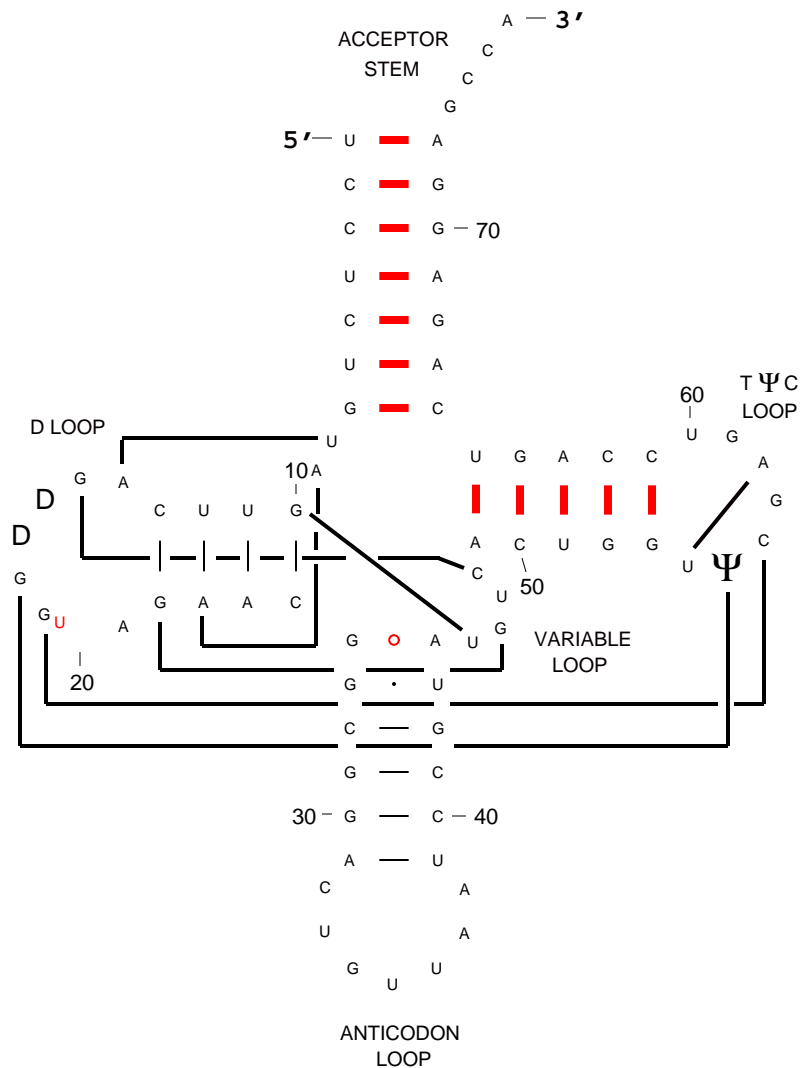 A — 3′
ACCEPTOR C
STEM C
G
5′— U A
C G
C G — 70
U A
C G
U A
G C
60
T Ψ C
LOOP
D LOOP U U G
A U G A C C A
G A 10
D C U U G G
D A C U G G C
G C 50 U Ψ
G A A C U
G U A G A U G VARIABLE
LOOP
20 G U
C G
G C
30 — G C — 40
A U
C A
U A
G U
U
ANTICODON
LOOP